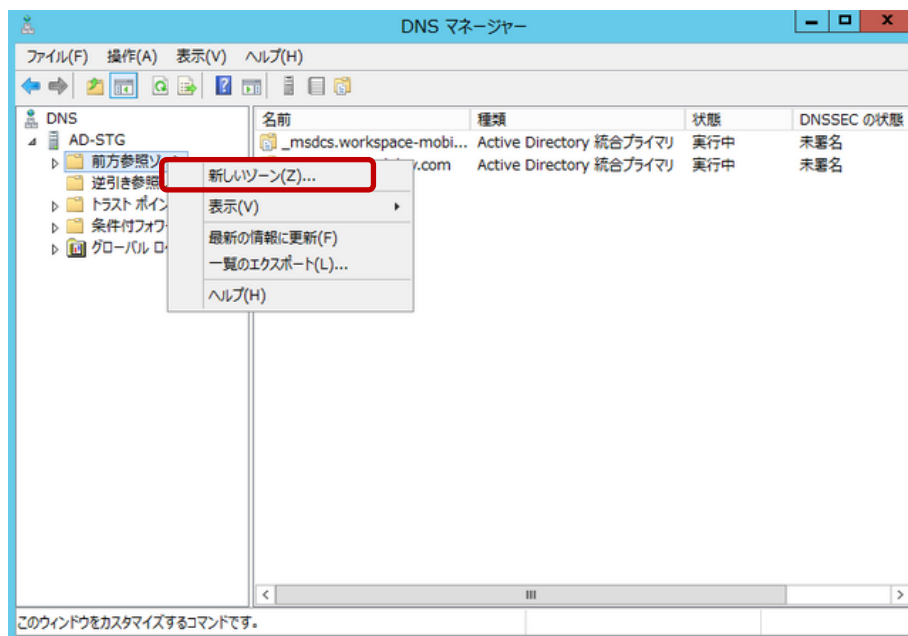 DNS マネージャー
ファイル(F) 操作(A) 表示(V) ヘルプ(H)
DNS
AD-STG
前方参照ゾ
逆引き参照
トラスト ポイン
条件付フォワ
グローバル ロ
新しいゾーン(Z)...
表示(V)
最新の情報に更新(F)
一覧のエクスポート(L)...
ヘルプ(H)
名前 種類 状態 DNSSEC の状態
_msdcs.workspace-mobi... Active Directory 統合プライマリ 実行中 未署名
.com Active Directory 統合プライマリ 実行中 未署名
このウィンドウをカスタマイズするコマンドです。